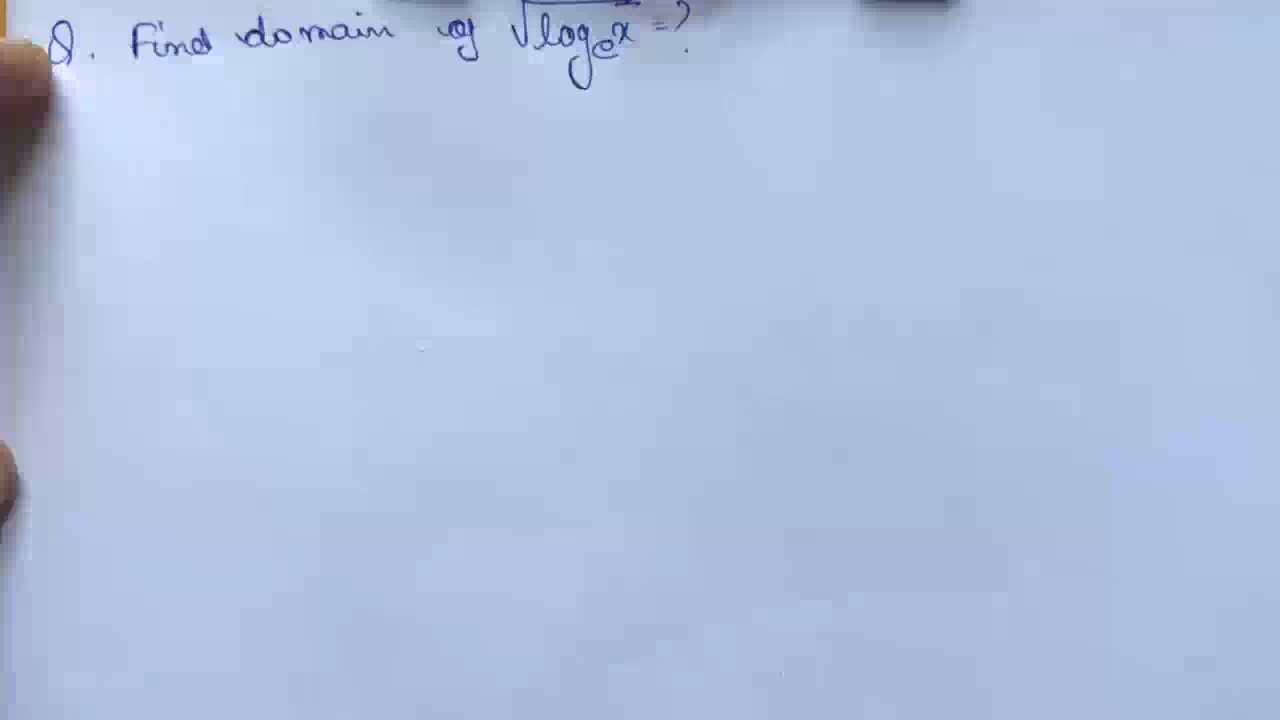 Q. Find domain of √logₑx = ?